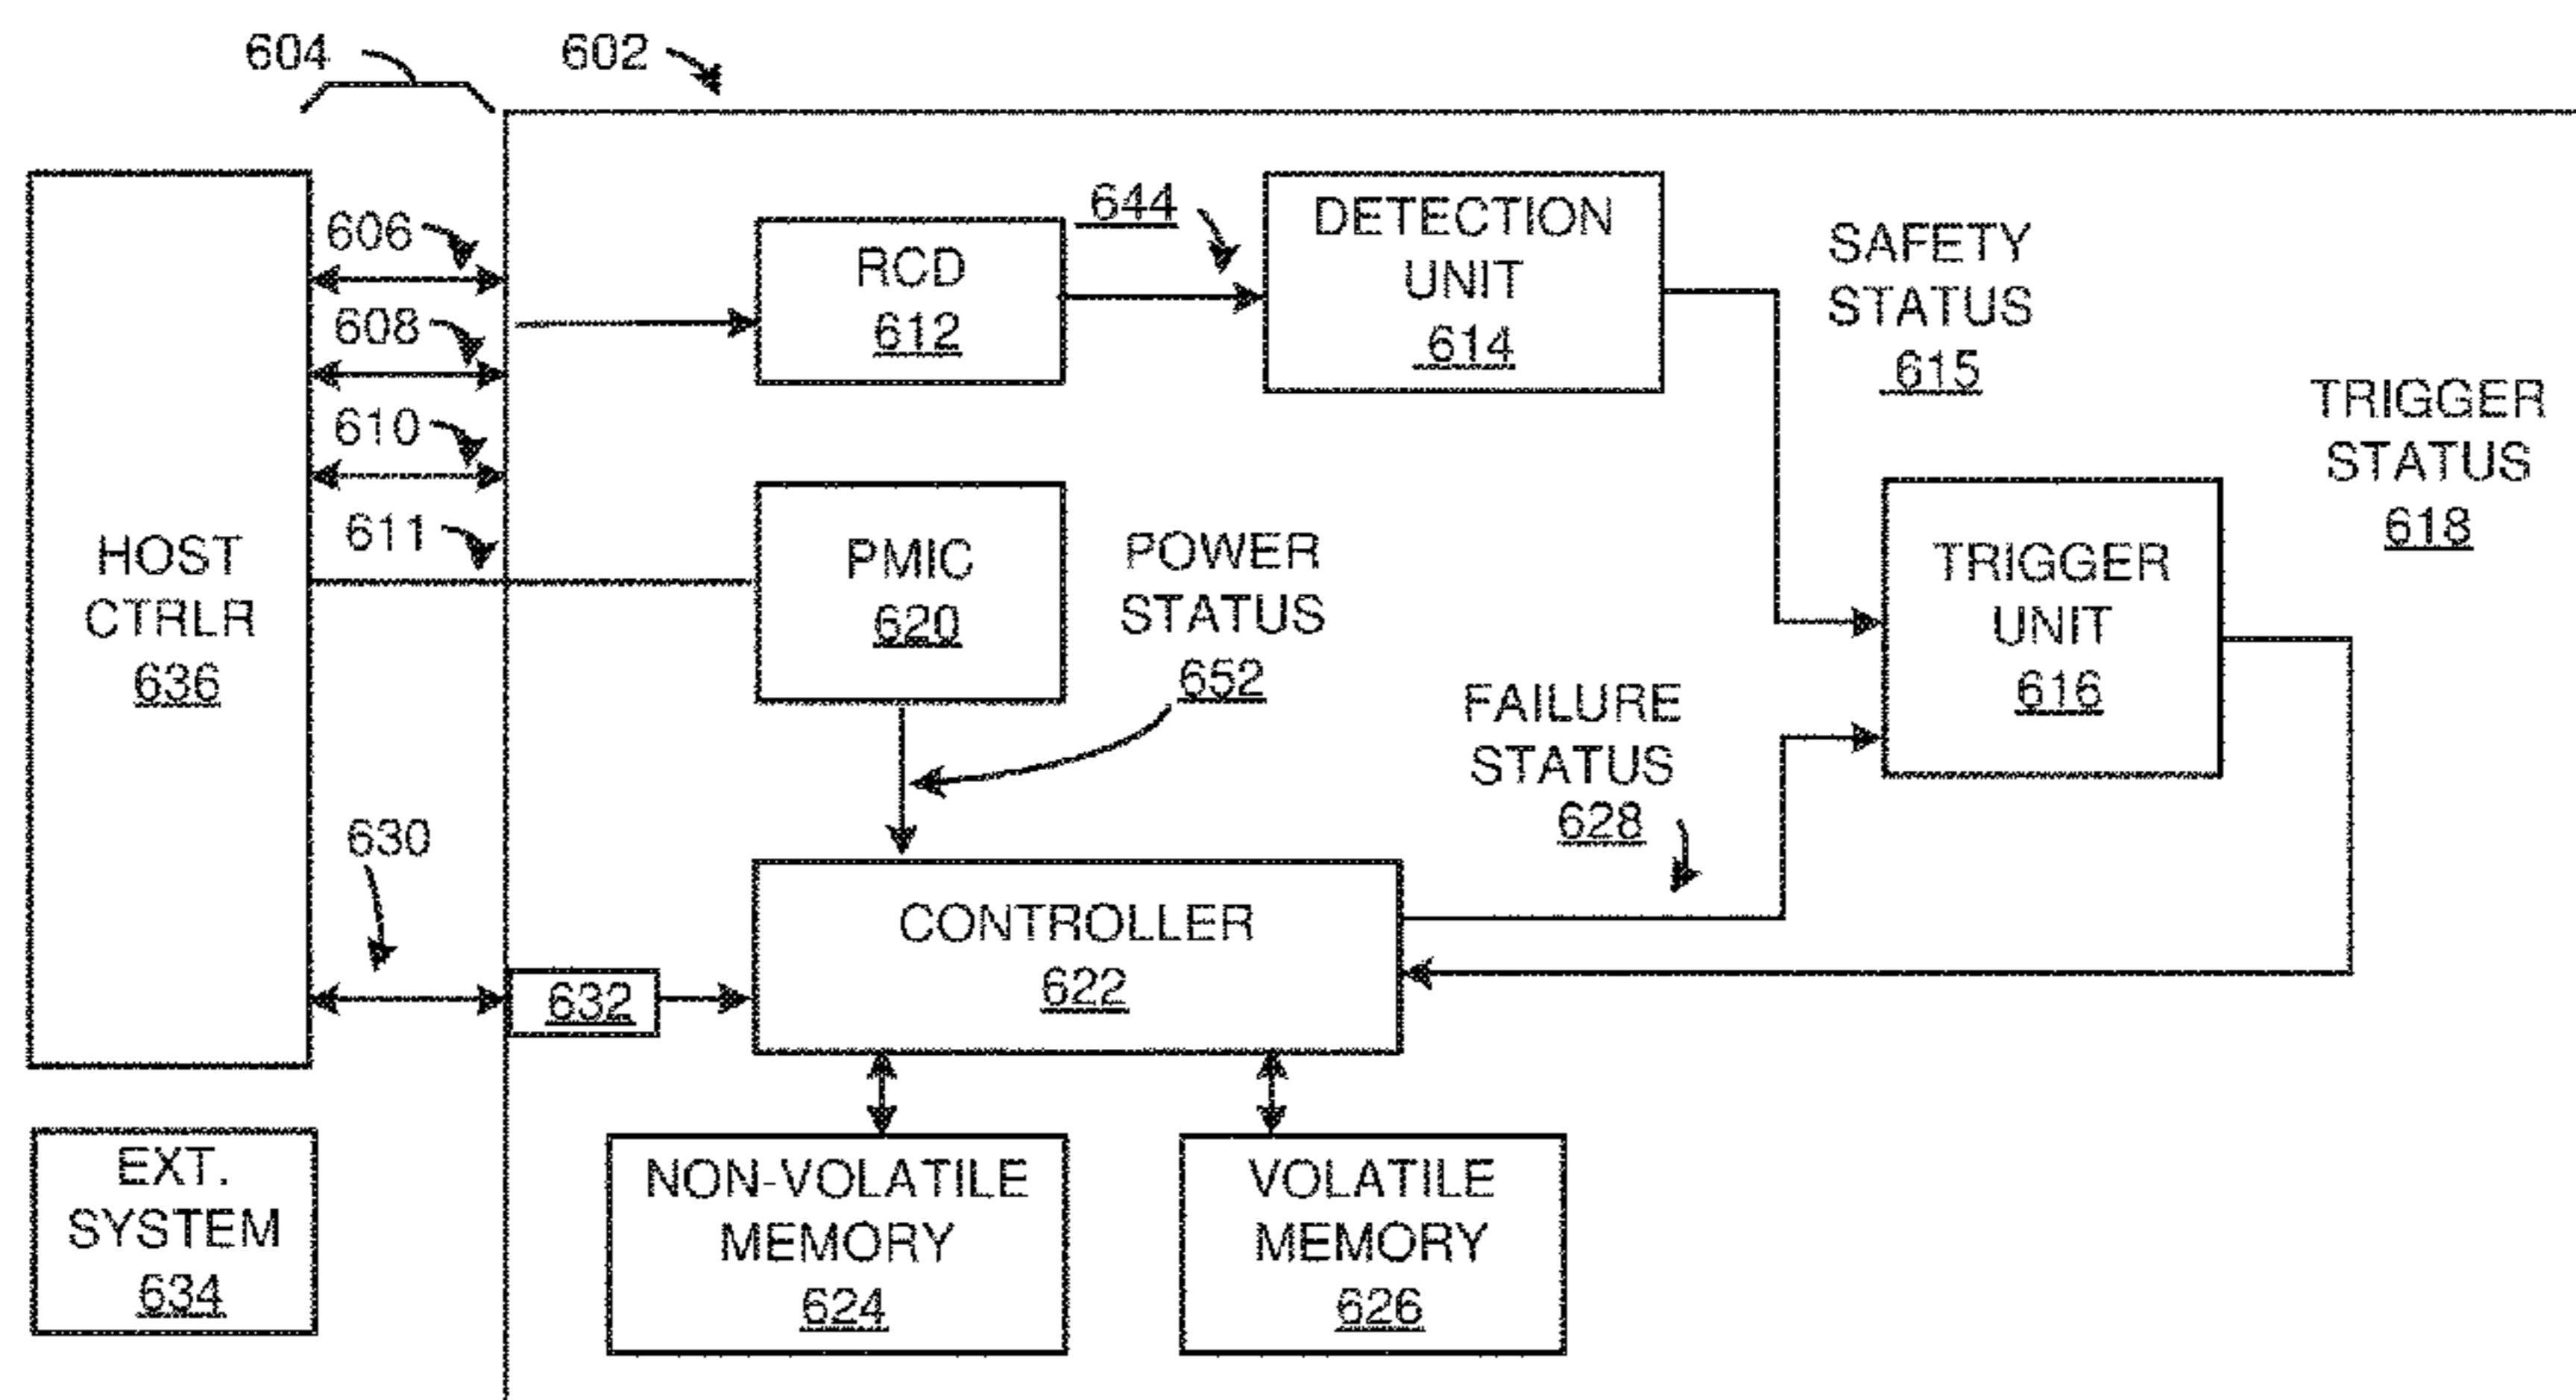 604
602
606
608
610
611
HOST
CTRLR
636
630
EXT.
SYSTEM
634
RCD
612
644
DETECTION
UNIT
614
SAFETY
STATUS
615
TRIGGER
STATUS
618
PMIC
620
POWER
STATUS
652
TRIGGER
UNIT
616
FAILURE
STATUS
628
CONTROLLER
622
632
NON-VOLATILE
MEMORY
624
VOLATILE
MEMORY
626